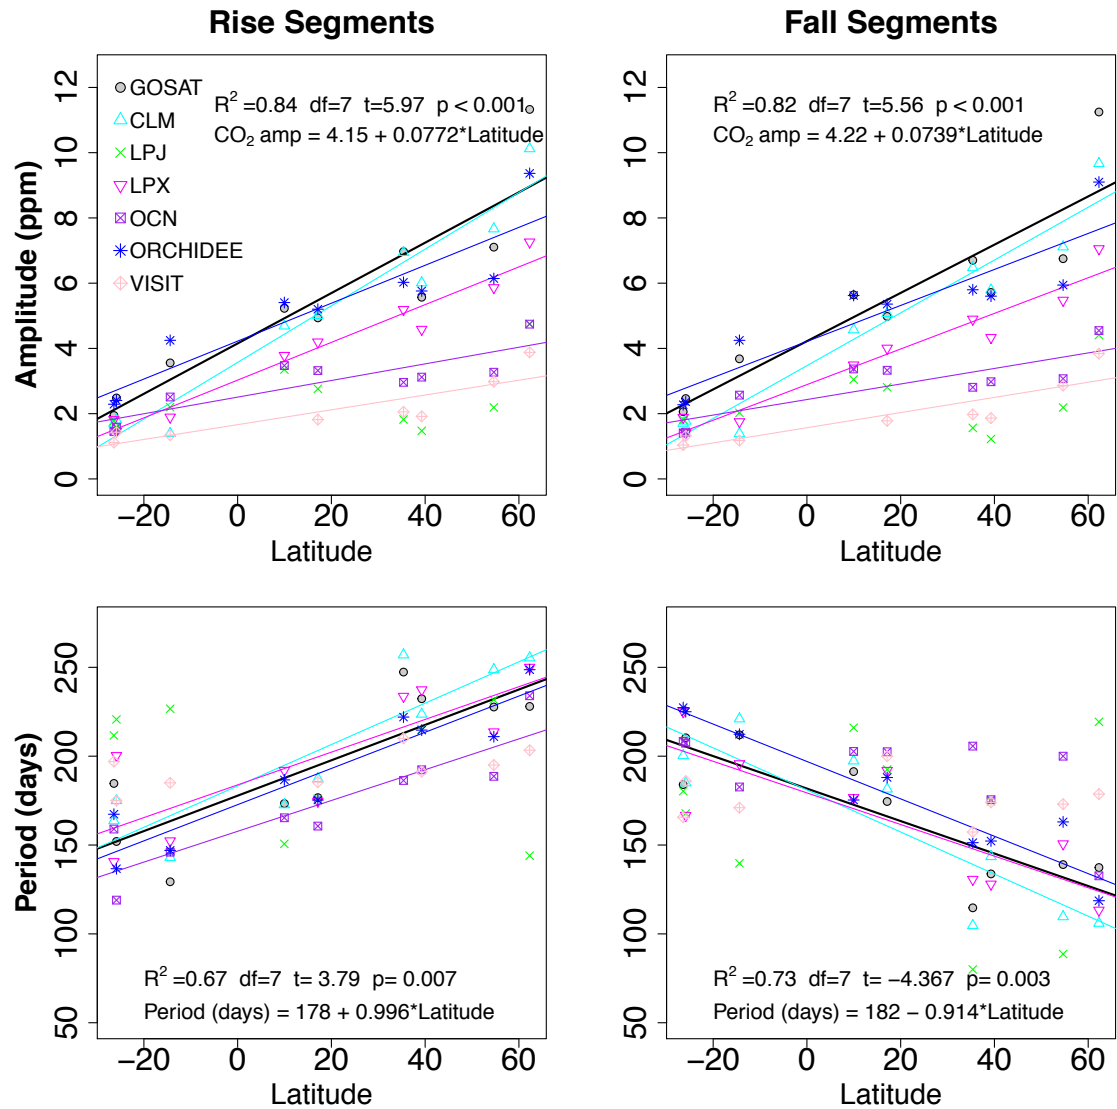 Rise Segments
Fall Segments
GOSAT
CLM
LPJ
LPX
OCN
ORCHIDEE
VISIT
R² =0.84 df=7 t=5.97 p < 0.001
CO₂ amp = 4.15 + 0.0772*Latitude
Amplitude (ppm)
0 2 4 6 8 10 12
−20 0 20 40 60
Latitude
R² =0.82 df=7 t=5.56 p < 0.001
CO₂ amp = 4.22 + 0.0739*Latitude
0 2 4 6 8 10 12
−20 0 20 40 60
Latitude
Period (days)
50 100 150 200 250
R² =0.67 df=7 t= 3.79 p= 0.007
Period (days) = 178 + 0.996*Latitude
−20 0 20 40 60
Latitude
50 100 150 200 250
R² =0.73 df=7 t= −4.367 p= 0.003
Period (days) = 182 − 0.914*Latitude
−20 0 20 40 60
Latitude